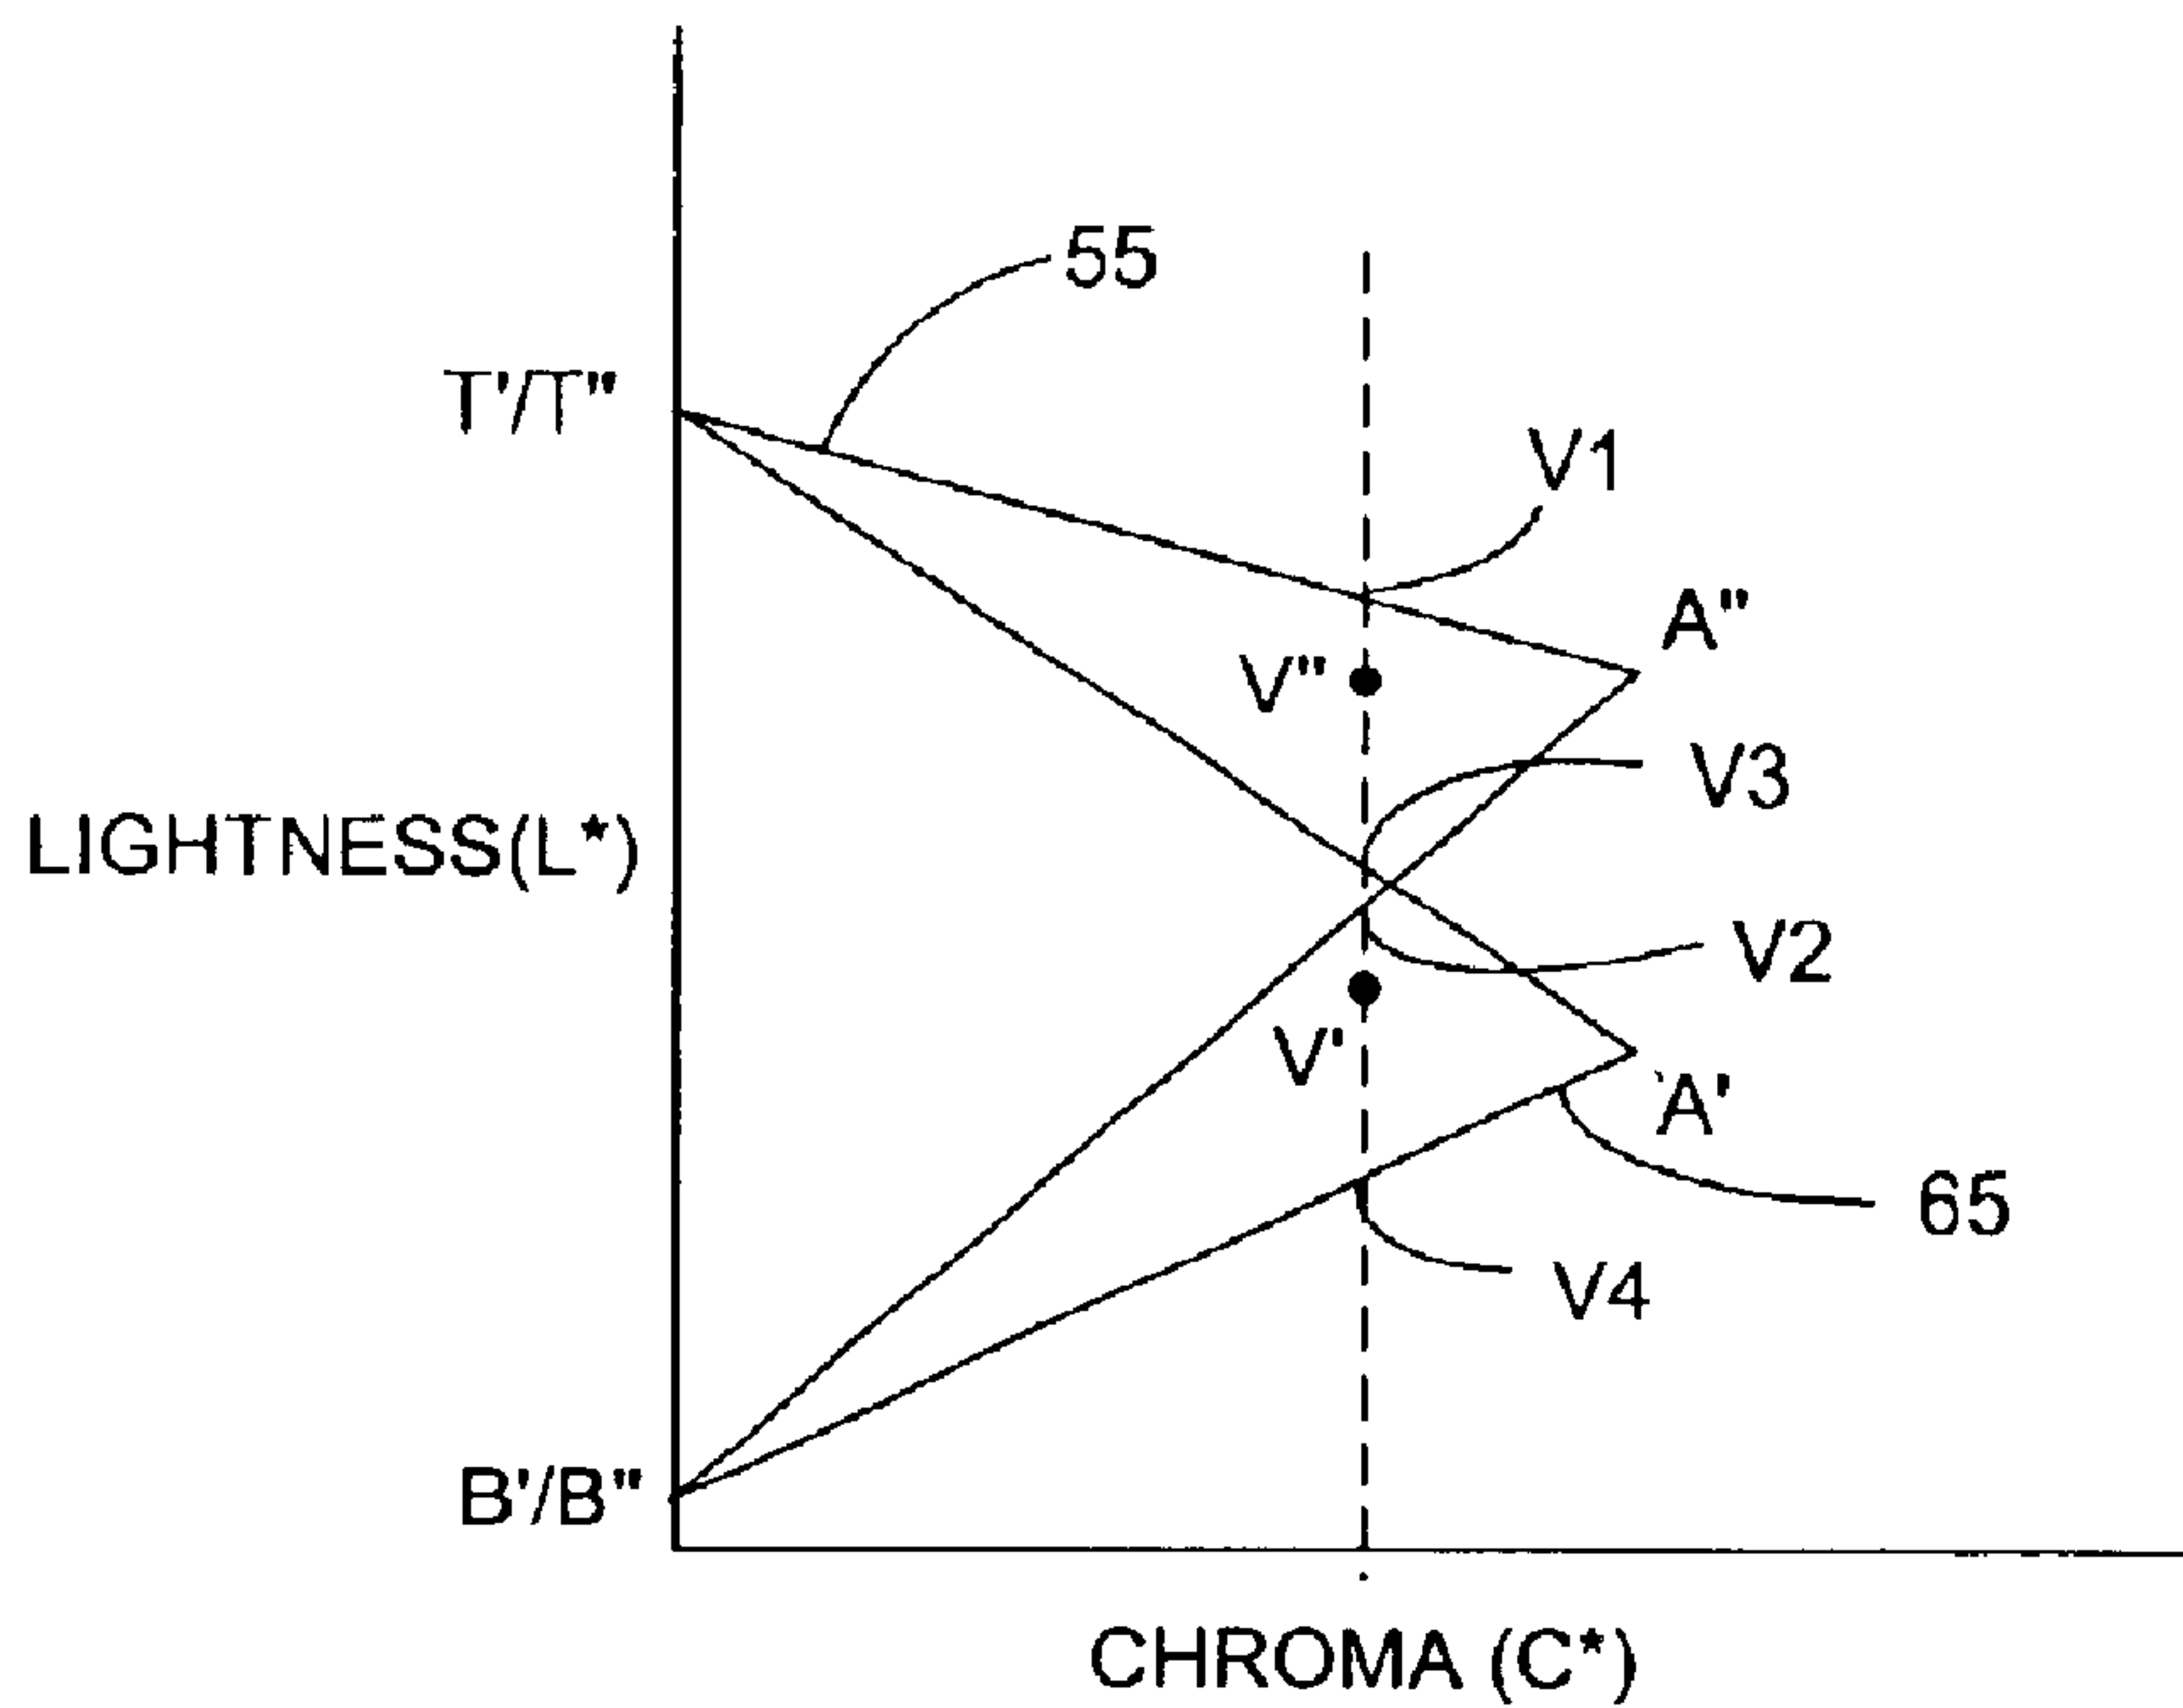 55
T'/T"
V1
A"
V"
V3
LIGHTNESS(L*)
V2
V'
A'
65
V4
B'/B"
CHROMA (C*)